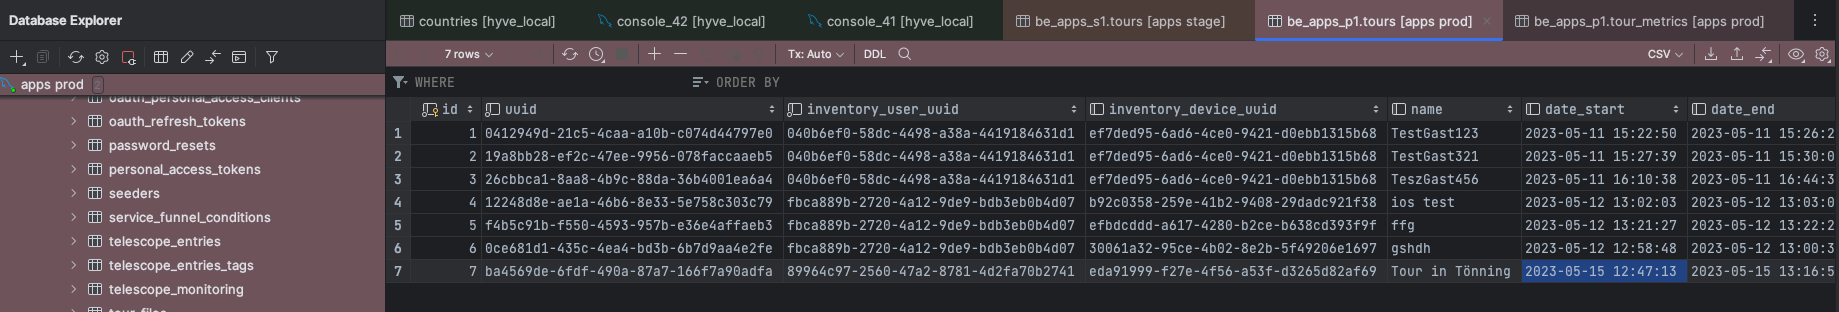 Database Explorer
countries [hyve_local]
console_42 [hyve_local]
console_41 [hyve_local]
be_apps_s1.tours [apps stage]
be_apps_p1.tours [apps prod]
be_apps_p1.tour_metrics [apps prod]
7 rows
Tx: Auto
DDL
CSV
apps prod 2
WHERE
ORDER BY
oauth_personal_access_clients
oauth_refresh_tokens
password_resets
personal_access_tokens
seeders
service_funnel_conditions
telescope_entries
telescope_entries_tags
telescope_monitoring
tour_files
id uuid inventory_user_uuid inventory_device_uuid name date_start date_end
1 1 0412949d-21c5-4caa-a10b-c074d44797e0 040b6ef0-58dc-4498-a38a-4419184631d1 ef7ded95-6ad6-4ce0-9421-d0ebb1315b68 TestGast123 2023-05-11 15:22:50 2023-05-11 15:26:2
2 2 19a8bb28-ef2c-47ee-9956-078faccaaeb5 040b6ef0-58dc-4498-a38a-4419184631d1 ef7ded95-6ad6-4ce0-9421-d0ebb1315b68 TestGast321 2023-05-11 15:27:39 2023-05-11 15:30:0
3 3 26cbbca1-8aa8-4b9c-88da-36b4001ea6a4 040b6ef0-58dc-4498-a38a-4419184631d1 ef7ded95-6ad6-4ce0-9421-d0ebb1315b68 TeszGast456 2023-05-11 16:10:38 2023-05-11 16:44:3
4 4 12248d8e-ae1a-46b6-8e33-5e758c303c79 fbca889b-2720-4a12-9de9-bdb3eb0b4d07 b92c0358-259e-41b2-9408-29dadc921f38 ios test 2023-05-12 13:02:03 2023-05-12 13:03:0
5 5 f4b5c91b-f550-4593-957b-e36e4affaeb3 fbca889b-2720-4a12-9de9-bdb3eb0b4d07 efbdcddd-a617-4280-b2ce-b638cd393f9f ffg 2023-05-12 13:21:27 2023-05-12 13:22:2
6 6 0ce681d1-435c-4ea4-bd3b-6b7d9aa4e2fe fbca889b-2720-4a12-9de9-bdb3eb0b4d07 30061a32-95ce-4b02-8e2b-5f49206e1697 gshdh 2023-05-12 12:58:48 2023-05-12 13:00:3
7 7 ba4569de-6fdf-490a-87a7-166f7a90adfa 89964c97-2560-47a2-8781-4d2fa70b2741 eda91999-f27e-4f56-a53f-d3265d82af69 Tour in Tönning 2023-05-15 12:47:13 2023-05-15 13:16:5